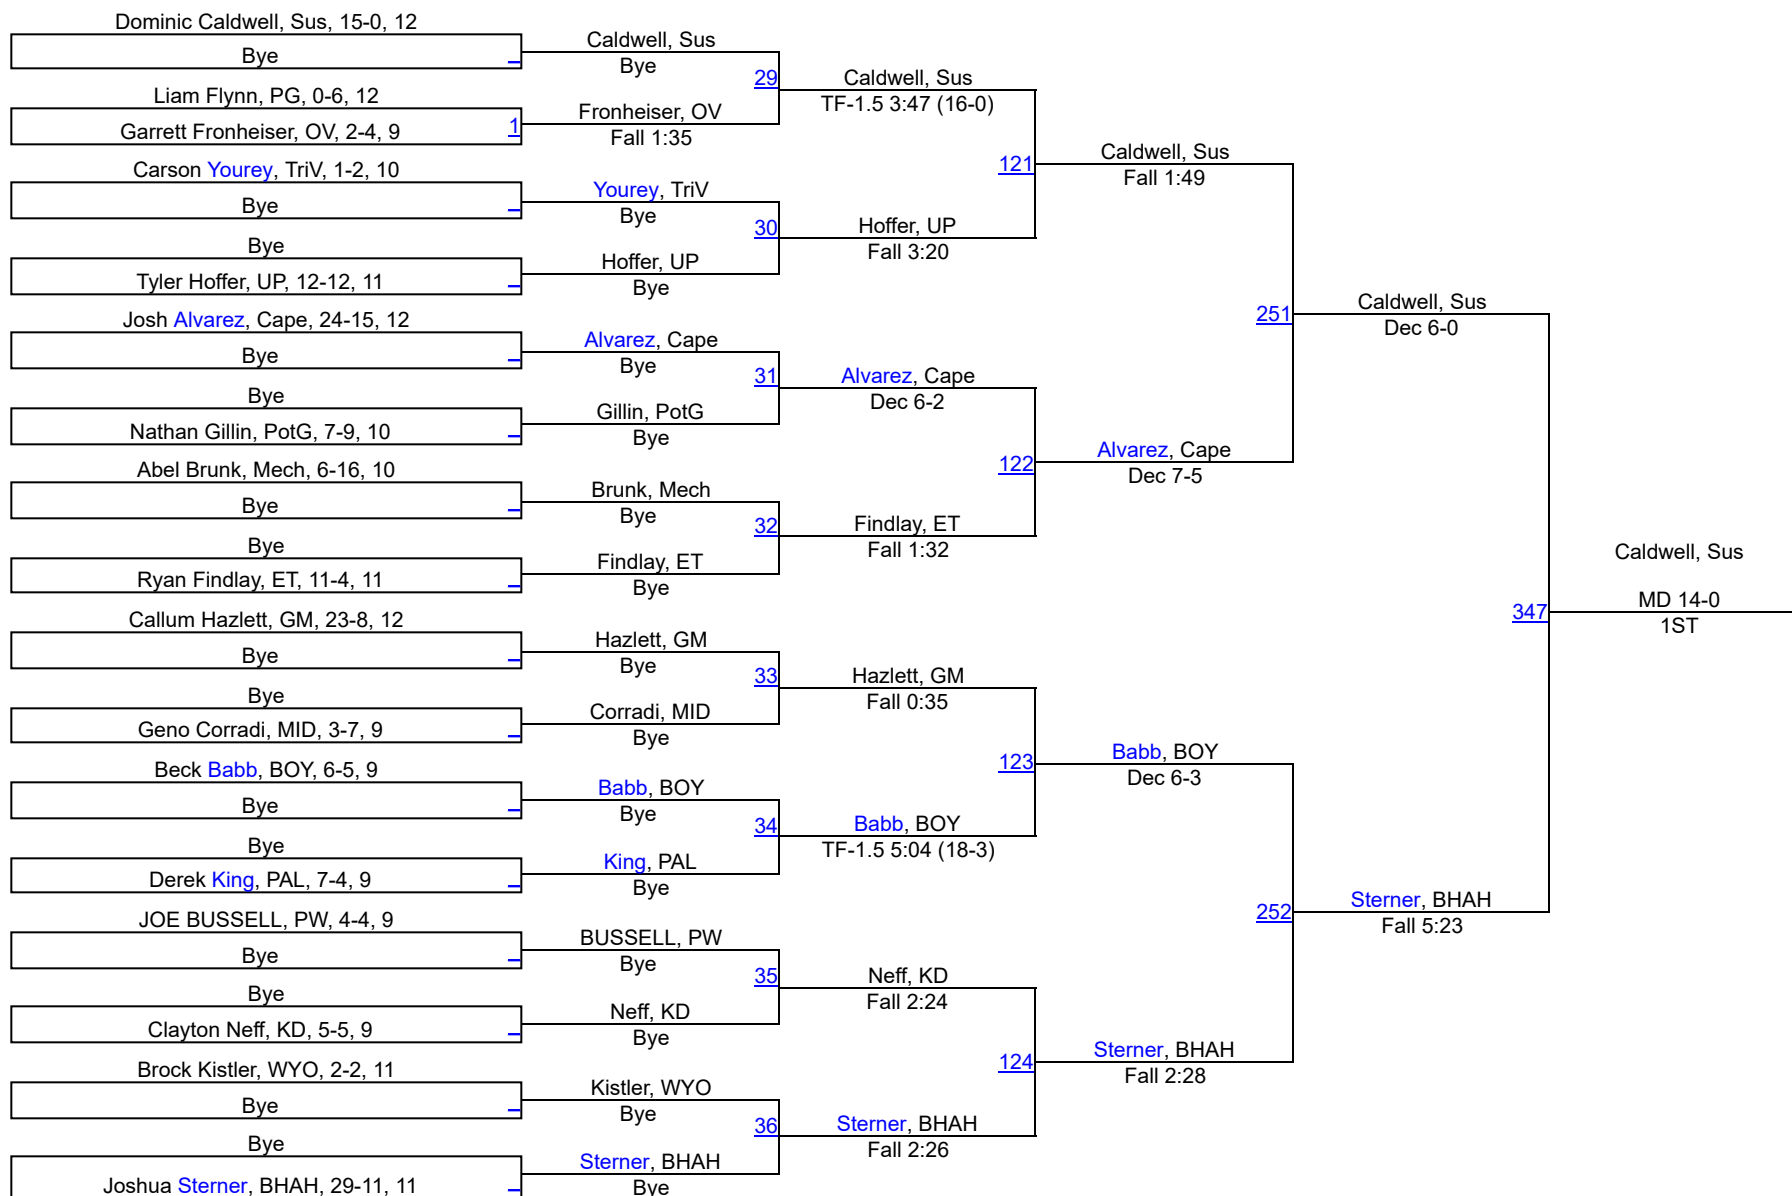 Dominic Caldwell, Sus, 15-0, 12
Bye
Liam Flynn, PG, 0-6, 12
Garrett Fronheiser, OV, 2-4, 9
1
Carson Yourey, TriV, 1-2, 10
Bye
Bye
Tyler Hoffer, UP, 12-12, 11
Josh Alvarez, Cape, 24-15, 12
Bye
Bye
Nathan Gillin, PotG, 7-9, 10
Abel Brunk, Mech, 6-16, 10
Bye
Bye
Ryan Findlay, ET, 11-4, 11
Callum Hazlett, GM, 23-8, 12
Bye
Bye
Geno Corradi, MID, 3-7, 9
Beck Babb, BOY, 6-5, 9
Bye
Bye
Derek King, PAL, 7-4, 9
JOE BUSSELL, PW, 4-4, 9
Bye
Bye
Clayton Neff, KD, 5-5, 9
Brock Kistler, WYO, 2-2, 11
Bye
Bye
Joshua Sterner, BHAH, 29-11, 11
Caldwell, Sus
Bye
29
Fronheiser, OV
Fall 1:35
Yourey, TriV
Bye
30
Hoffer, UP
Bye
Alvarez, Cape
Bye
31
Gillin, PotG
Bye
Brunk, Mech
Bye
32
Findlay, ET
Bye
Hazlett, GM
Bye
33
Corradi, MID
Bye
Babb, BOY
Bye
34
King, PAL
Bye
BUSSELL, PW
Bye
35
Neff, KD
Bye
Kistler, WYO
Bye
36
Sterner, BHAH
Bye
Caldwell, Sus
TF-1.5 3:47 (16-0)
121
Hoffer, UP
Fall 3:20
Alvarez, Cape
Dec 6-2
122
Findlay, ET
Fall 1:32
Hazlett, GM
Fall 0:35
123
Babb, BOY
TF-1.5 5:04 (18-3)
Neff, KD
Fall 2:24
124
Sterner, BHAH
Fall 2:26
Caldwell, Sus
Fall 1:49
251
Alvarez, Cape
Dec 7-5
Babb, BOY
Dec 6-3
252
Sterner, BHAH
Fall 2:28
Caldwell, Sus
Dec 6-0
347
Sterner, BHAH
Fall 5:23
Caldwell, Sus
MD 14-0
1ST